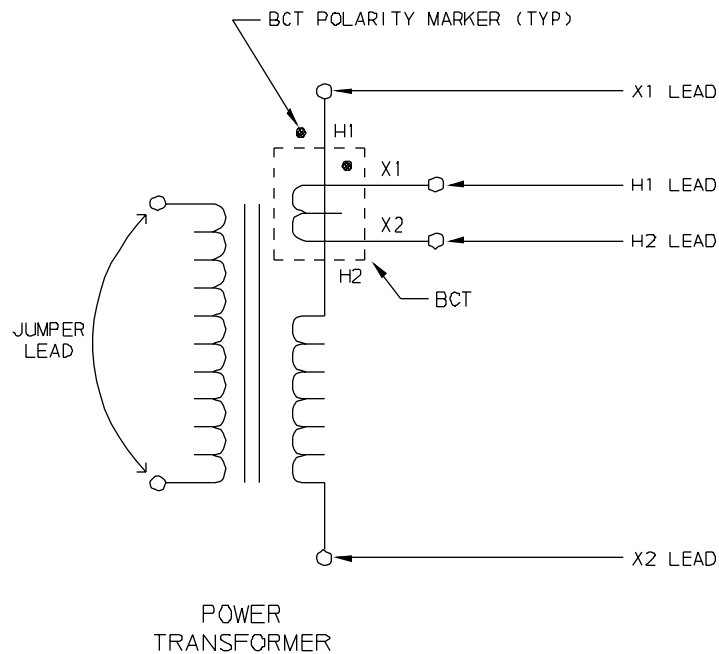 BCT POLARITY MARKER (TYP)
X1 LEAD
H1
X1
H1 LEAD
X2
H2 LEAD
H2
BCT
JUMPER
LEAD
X2 LEAD
POWER
TRANSFORMER